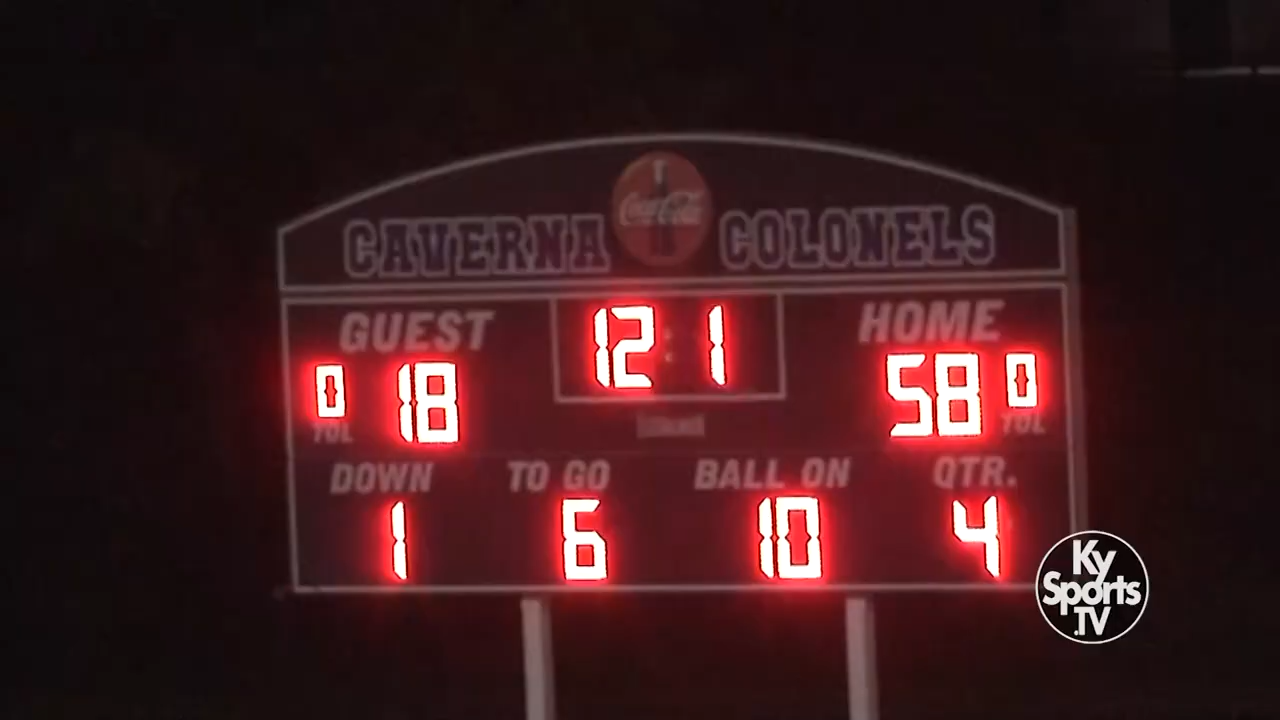 CAVERNA Coca-Cola COLONELS
GUEST 12 1 HOME
0 18 58 0
TOL TOL
DOWN TO GO BALL ON QTR.
1 6 10 4
Ky
Sports
.TV